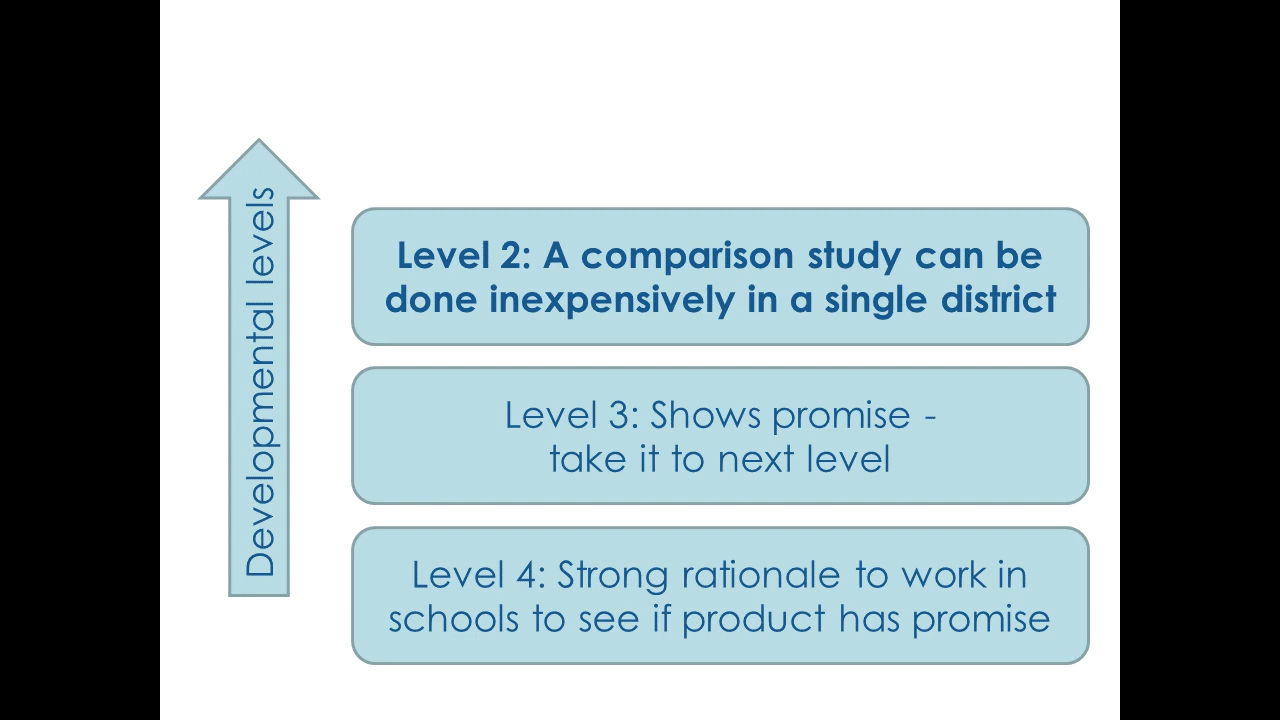 Developmental levels
Level 2: A comparison study can be
done inexpensively in a single district
Level 3: Shows promise -
take it to next level
Level 4: Strong rationale to work in
schools to see if product has promise